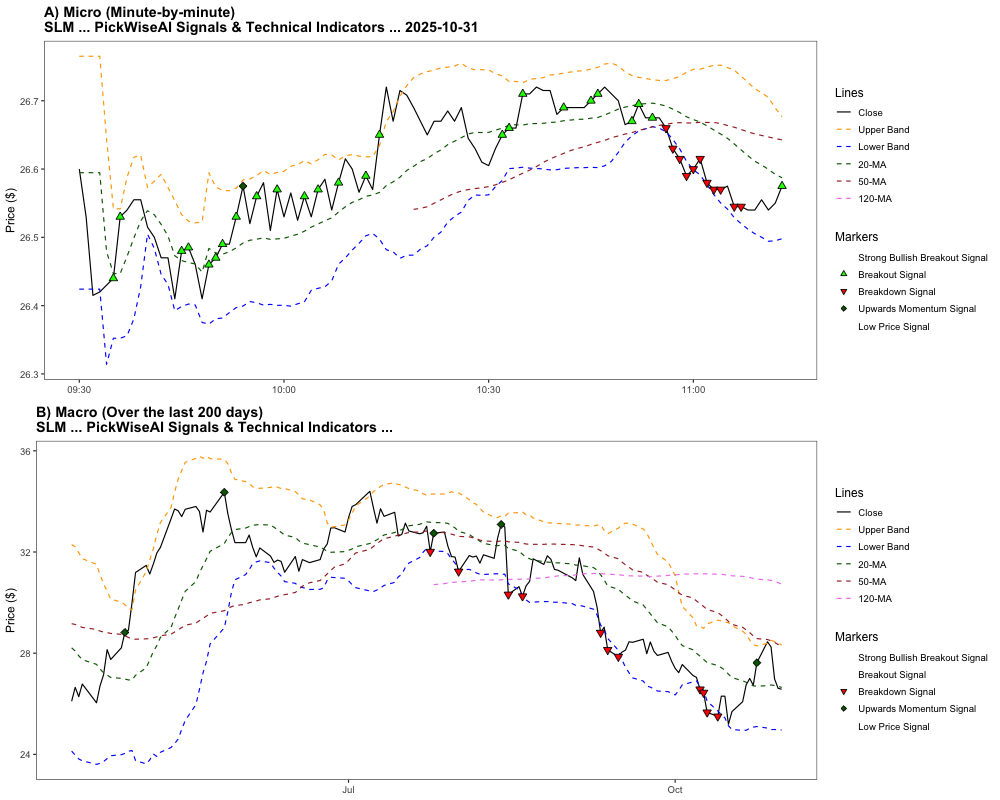 A) Micro (Minute-by-minute)
SLM ... PickWiseAI Signals & Technical Indicators ... 2025-10-31
Price ($)
26.7
26.6
26.5
26.4
26.3
09:30
10:00
10:30
11:00
Lines
Close
Upper Band
Lower Band
20-MA
50-MA
120-MA
Markers
Strong Bullish Breakout Signal
Breakout Signal
Breakdown Signal
Upwards Momentum Signal
Low Price Signal
B) Macro (Over the last 200 days)
SLM ... PickWiseAI Signals & Technical Indicators ...
Price ($)
36
32
28
24
Jul
Oct
Lines
Close
Upper Band
Lower Band
20-MA
50-MA
120-MA
Markers
Strong Bullish Breakout Signal
Breakout Signal
Breakdown Signal
Upwards Momentum Signal
Low Price Signal